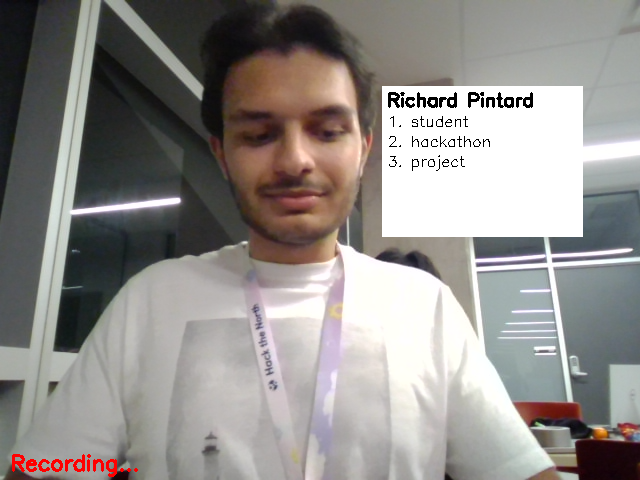 Richard Pintard
1. student
2. hackathon
3. project
Hack the North
Recording...